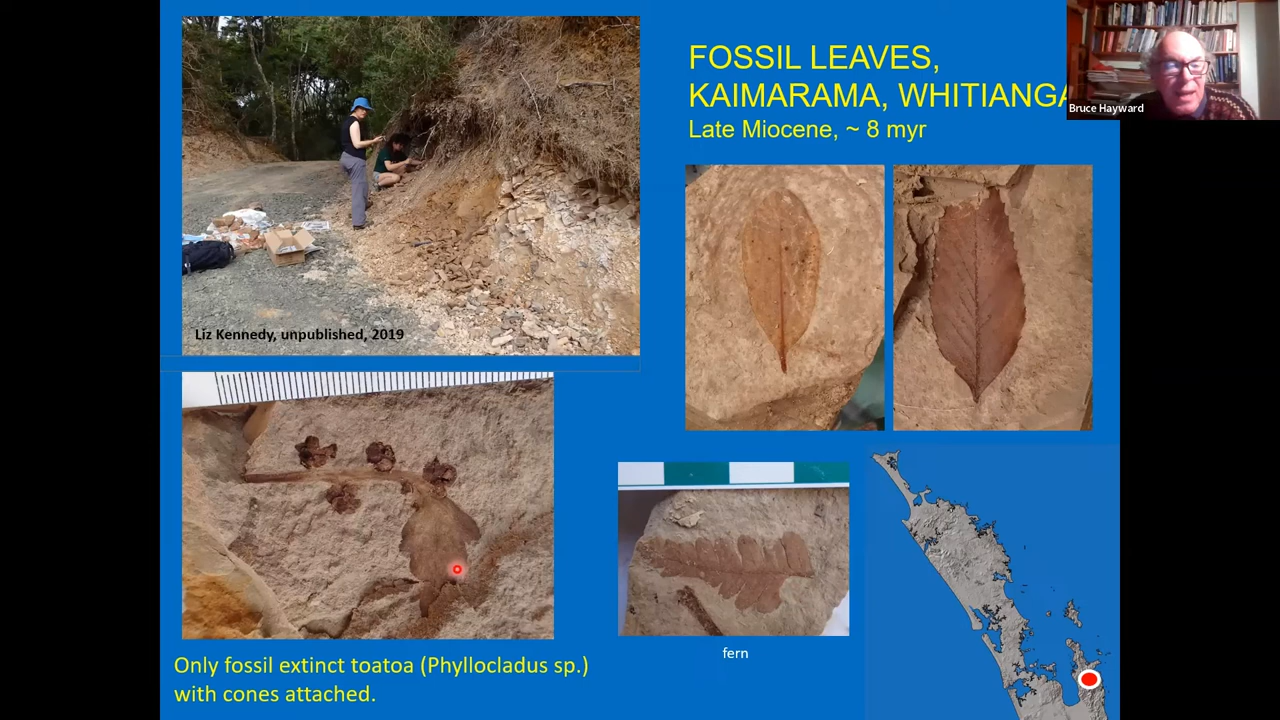 FOSSIL LEAVES,
KAIMARAMA, WHITIANGA
Late Miocene, ~ 8 myr
Bruce Hayward
Liz Kennedy, unpublished, 2019
Only fossil extinct toatoa (Phyllocladus sp.)
with cones attached.
fern